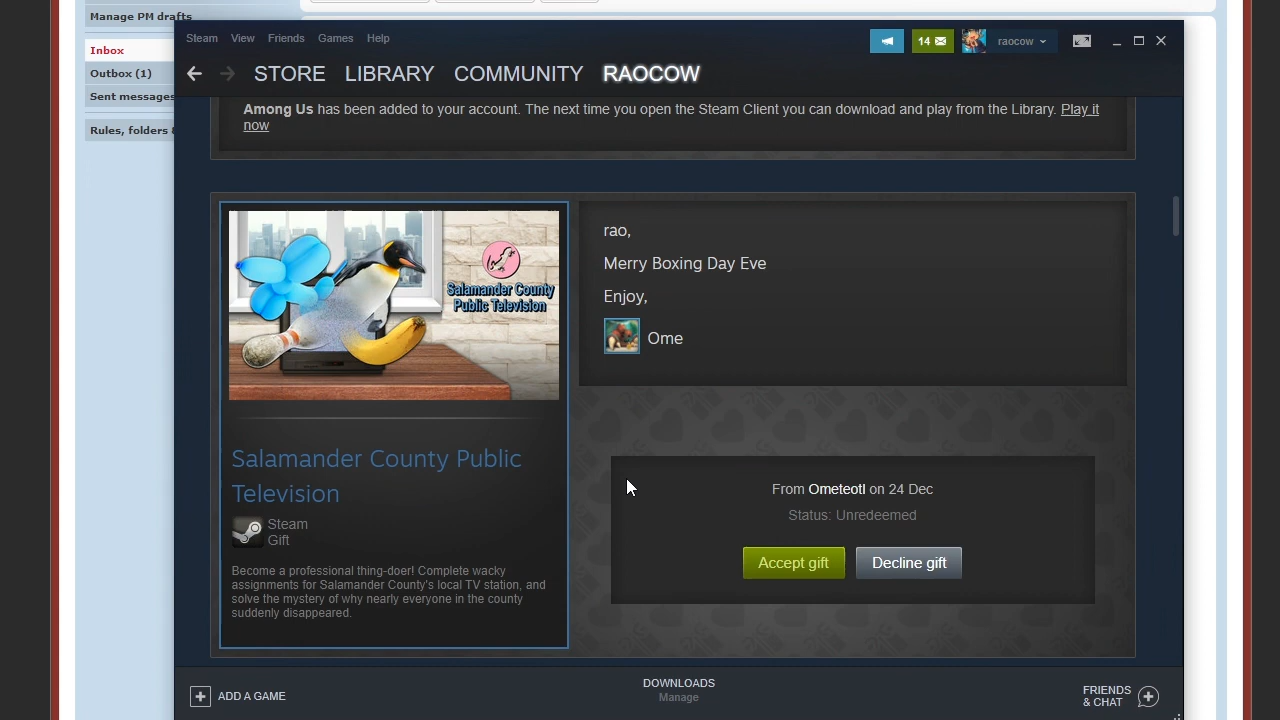 Manage PM drafts
Inbox
Outbox (1)
Sent messages
Rules, folders
Steam View Friends Games Help
14
raocow
STORE LIBRARY COMMUNITY RAOCOW
Among Us has been added to your account. The next time you open the Steam Client you can download and play from the Library. Play it
now
Salamander County
Public Television
rao,
Merry Boxing Day Eve
Enjoy,
Ome
Salamander County Public
Television
Steam
Gift
Become a professional thing-doer! Complete wacky
assignments for Salamander County's local TV station, and
solve the mystery of why nearly everyone in the county
suddenly disappeared.
From Ometeotl on 24 Dec
Status: Unredeemed
Accept gift Decline gift
ADD A GAME
DOWNLOADS
Manage
FRIENDS
& CHAT